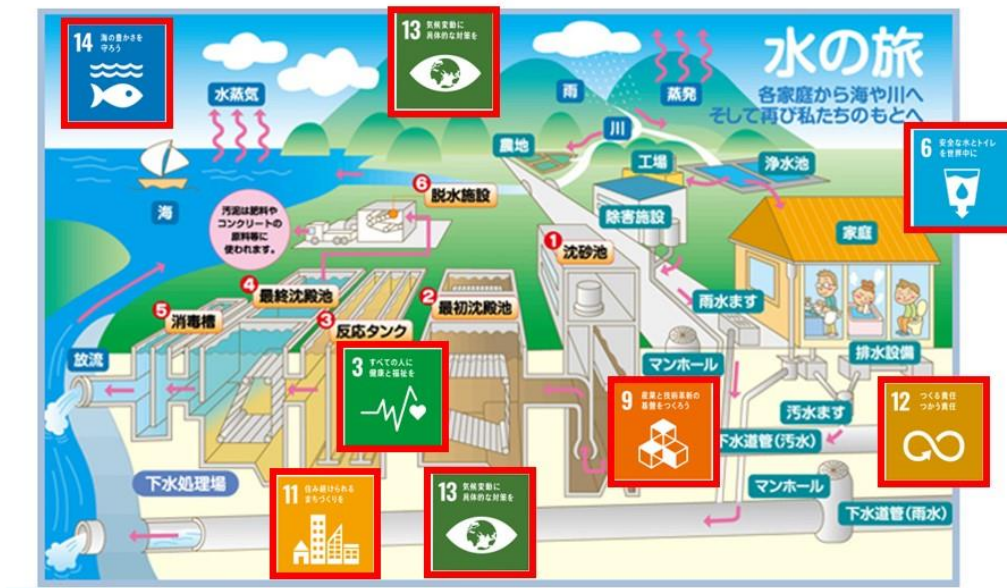 水の旅
各家庭から海や川へ
そして再び私たちのもとへ
14 海の豊かさを
守ろう
13 気候変動に
具体的な対策を
6 安全な水とトイレ
を世界中に
水蒸気
雨
蒸発
川
農地
工場
浄水池
海
汚泥は肥料や
コンクリートの
原料等に
使われます。
⑥脱水施設
除害施設
家庭
①沈砂池
④最終沈殿池
②最初沈殿池
⑤消毒槽
③反応タンク
雨水ます
放流
マンホール
排水設備
3 すべての人に
健康と福祉を
9 産業と技術革新の
基盤をつくろう
12 つくる責任
つかう責任
汚水ます
下水道管(汚水)
下水処理場
11 住み続けられる
まちづくりを
13 気候変動に
具体的な対策を
マンホール
下水道管(雨水)